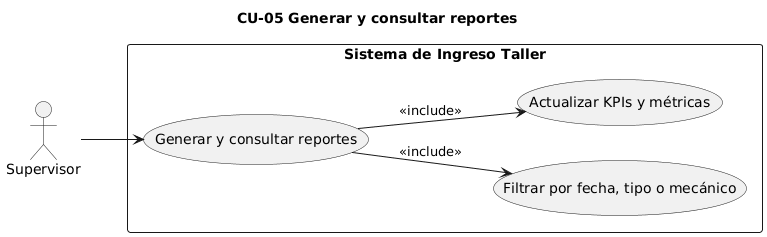 CU-05 Generar y consultar reportes
Sistema de Ingreso Taller
Actualizar KPIs y métricas
«include»
Generar y consultar reportes
«include»
Supervisor
Filtrar por fecha, tipo o mecánico